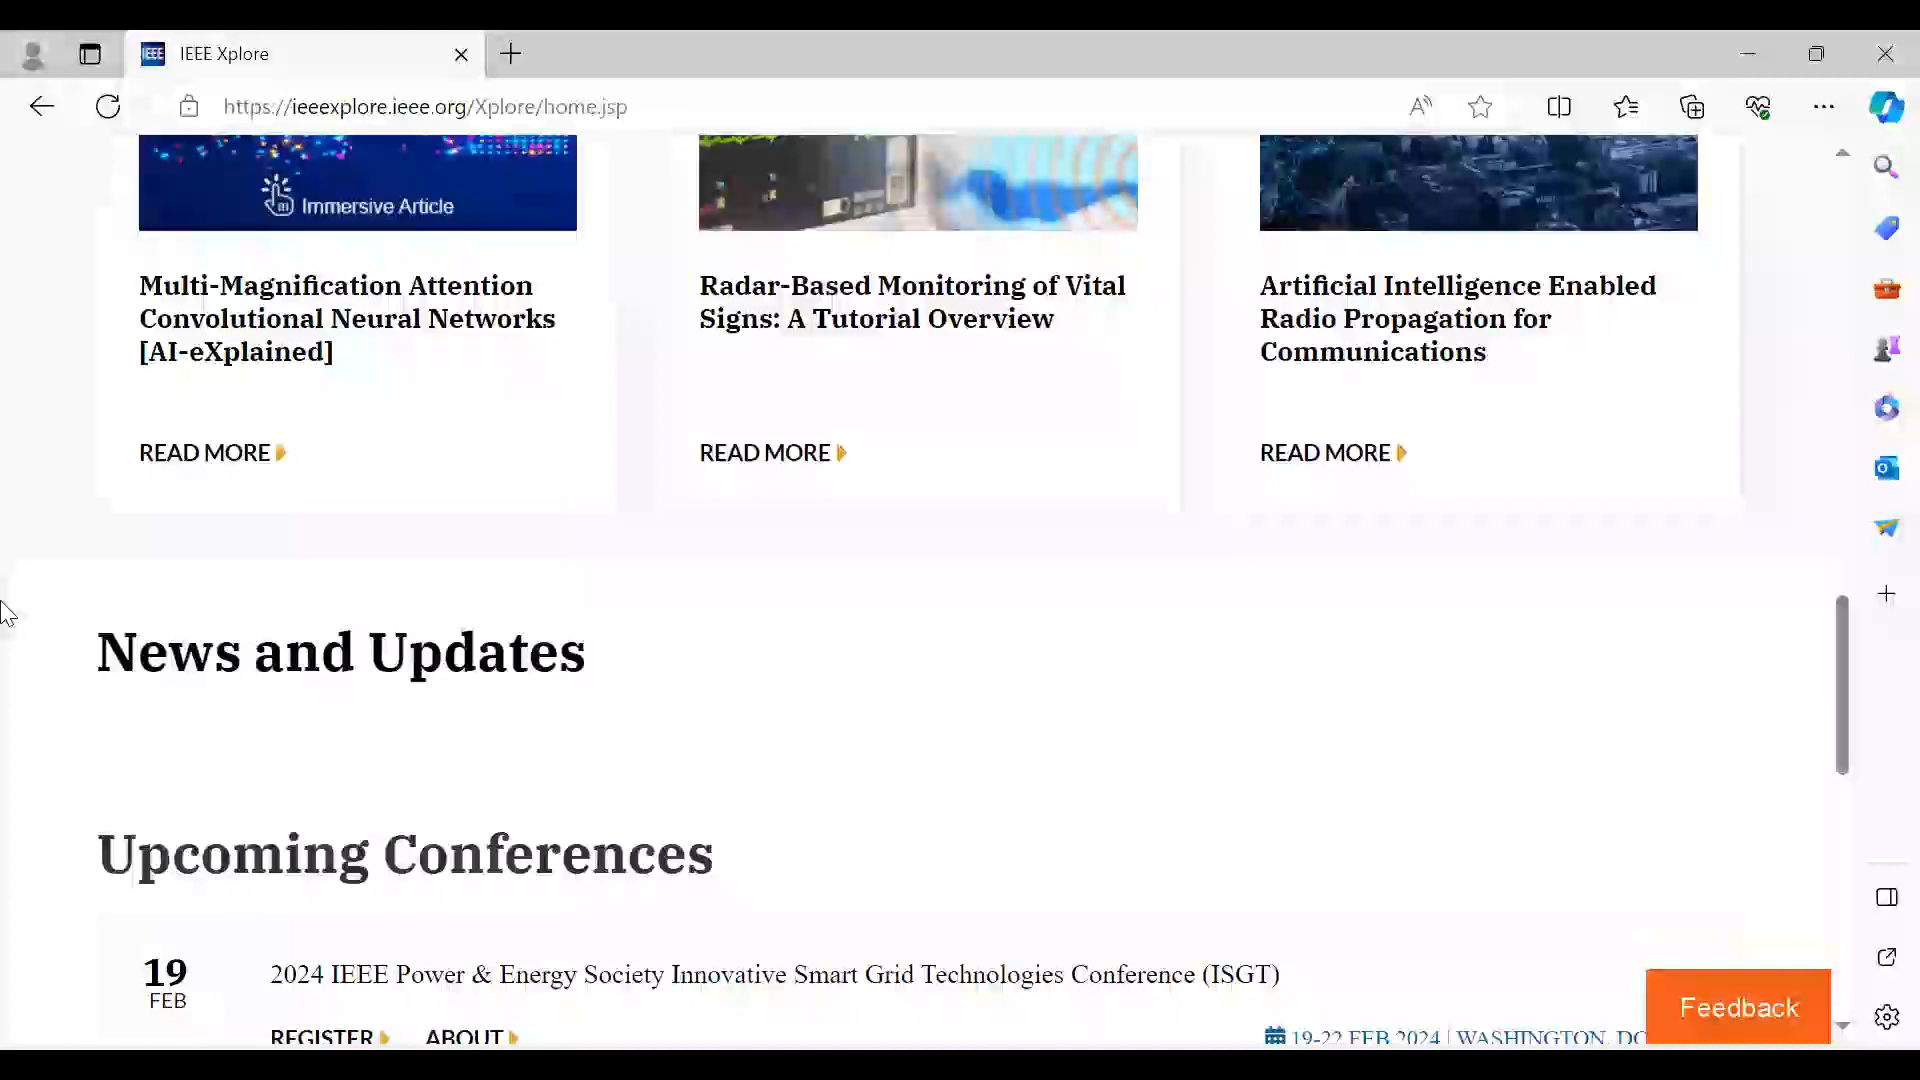 IEEE IEEE Xplore
https://ieeexplore.ieee.org/Xplore/home.jsp
Immersive Article
Multi-Magnification Attention
Convolutional Neural Networks
[AI-eXplained]
READ MORE
Radar-Based Monitoring of Vital
Signs: A Tutorial Overview
READ MORE
Artificial Intelligence Enabled
Radio Propagation for
Communications
READ MORE
News and Updates
Upcoming Conferences
19
FEB
2024 IEEE Power & Energy Society Innovative Smart Grid Technologies Conference (ISGT)
REGISTER ABOUT
19-22 FEB 2024 | WASHINGTON, DC
Feedback